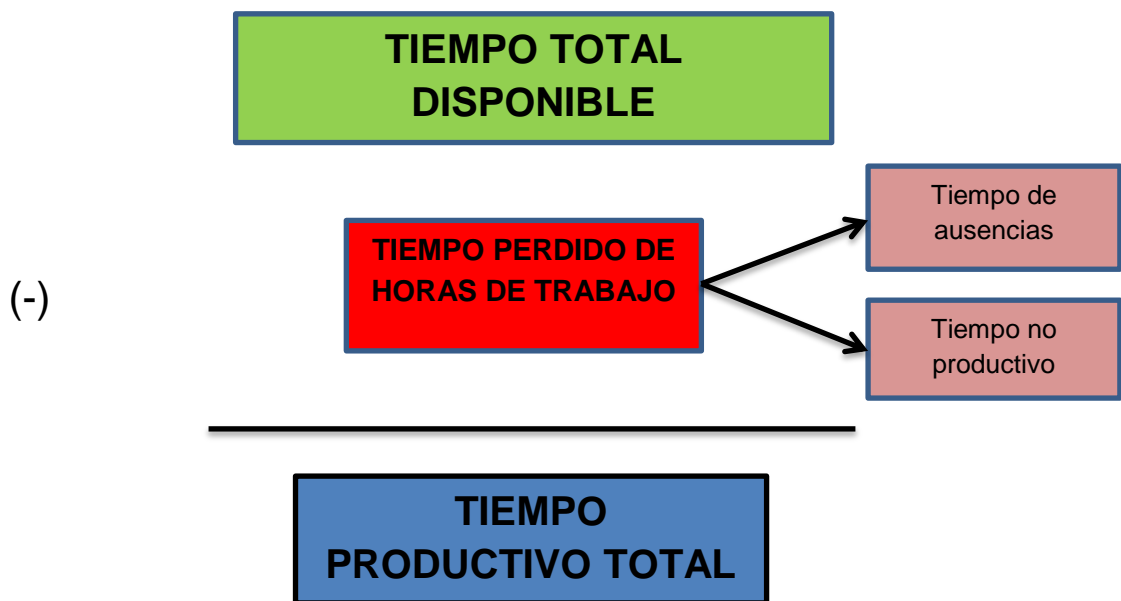 TIEMPO TOTAL
DISPONIBLE
(-)
TIEMPO PERDIDO DE
HORAS DE TRABAJO
Tiempo de
ausencias
Tiempo no
productivo
TIEMPO
PRODUCTIVO TOTAL